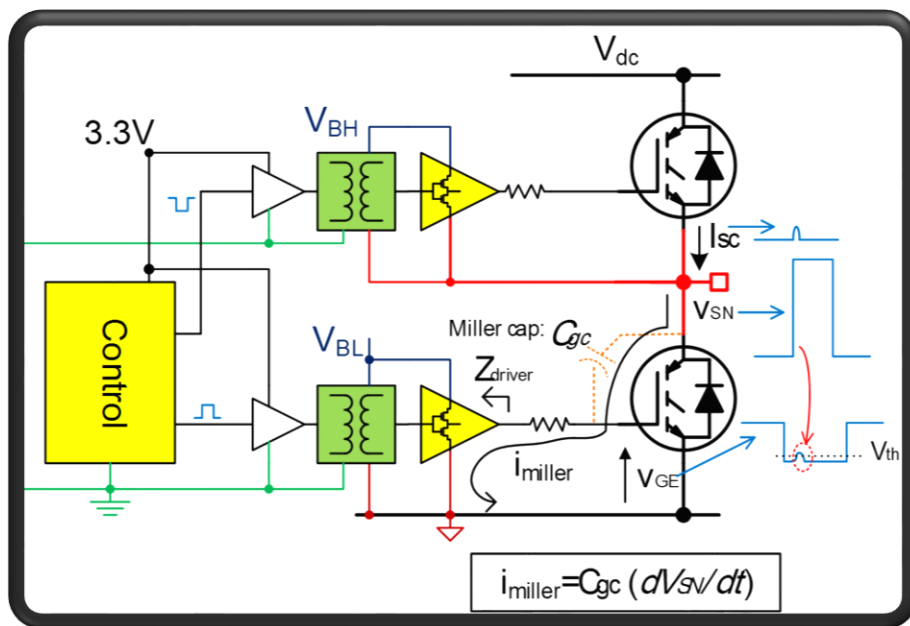 Vdc
3.3V
VBH
Isc
vSN
Control
Miller cap: Cgc
VBL
Zdriver
imiller
vGE
Vth
imiller=Cgc (dVSN/dt)